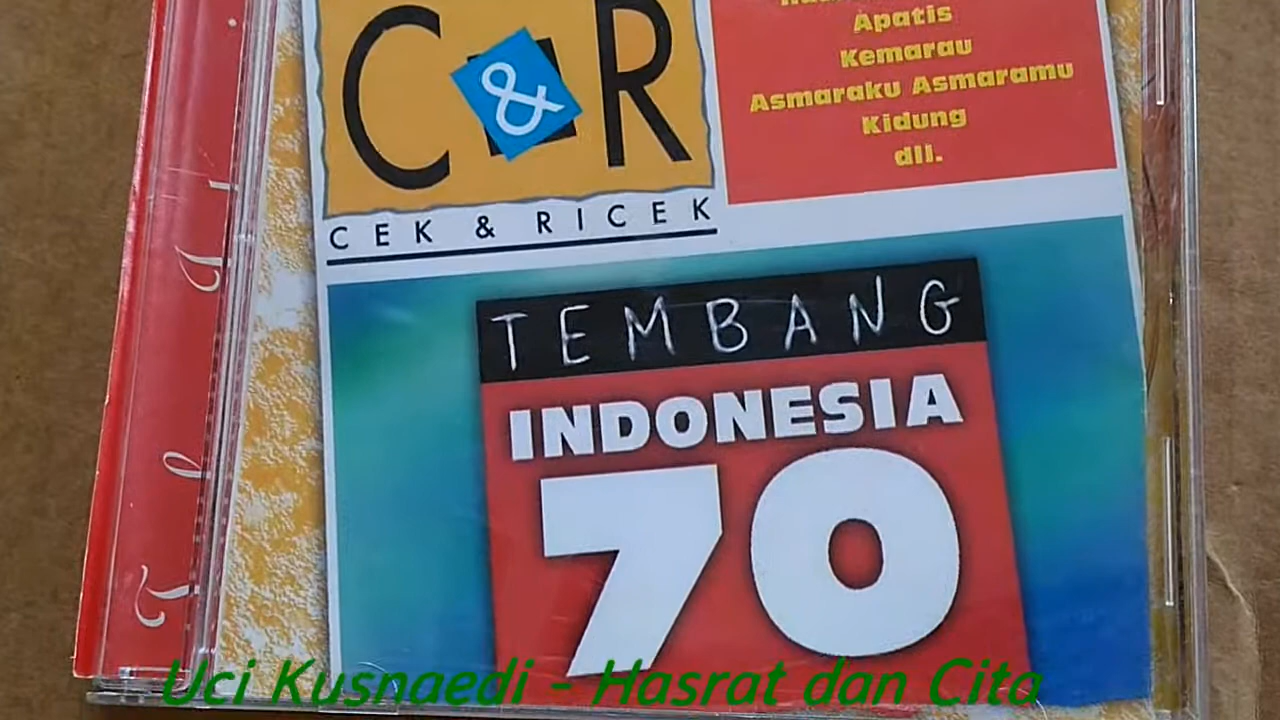 C & R
CEK & RICEK
Apatis
Kemarau
Asmaraku Asmaramu
Kidung
dll.
TEMBANG
INDONESIA
70
Uci Kusnaedi - Hasrat dan Cita